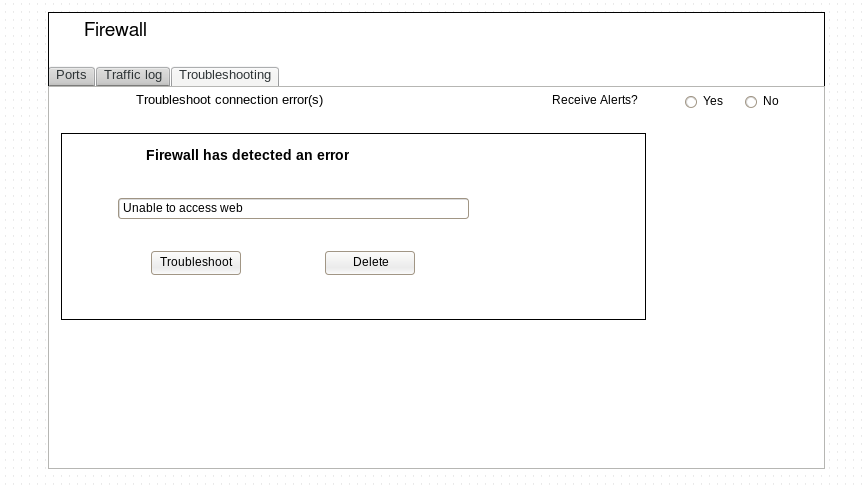 Firewall
Ports Traffic log Troubleshooting
Troubleshoot connection error(s) Receive Alerts? Yes No
Firewall has detected an error
Unable to access web
Troubleshoot Delete